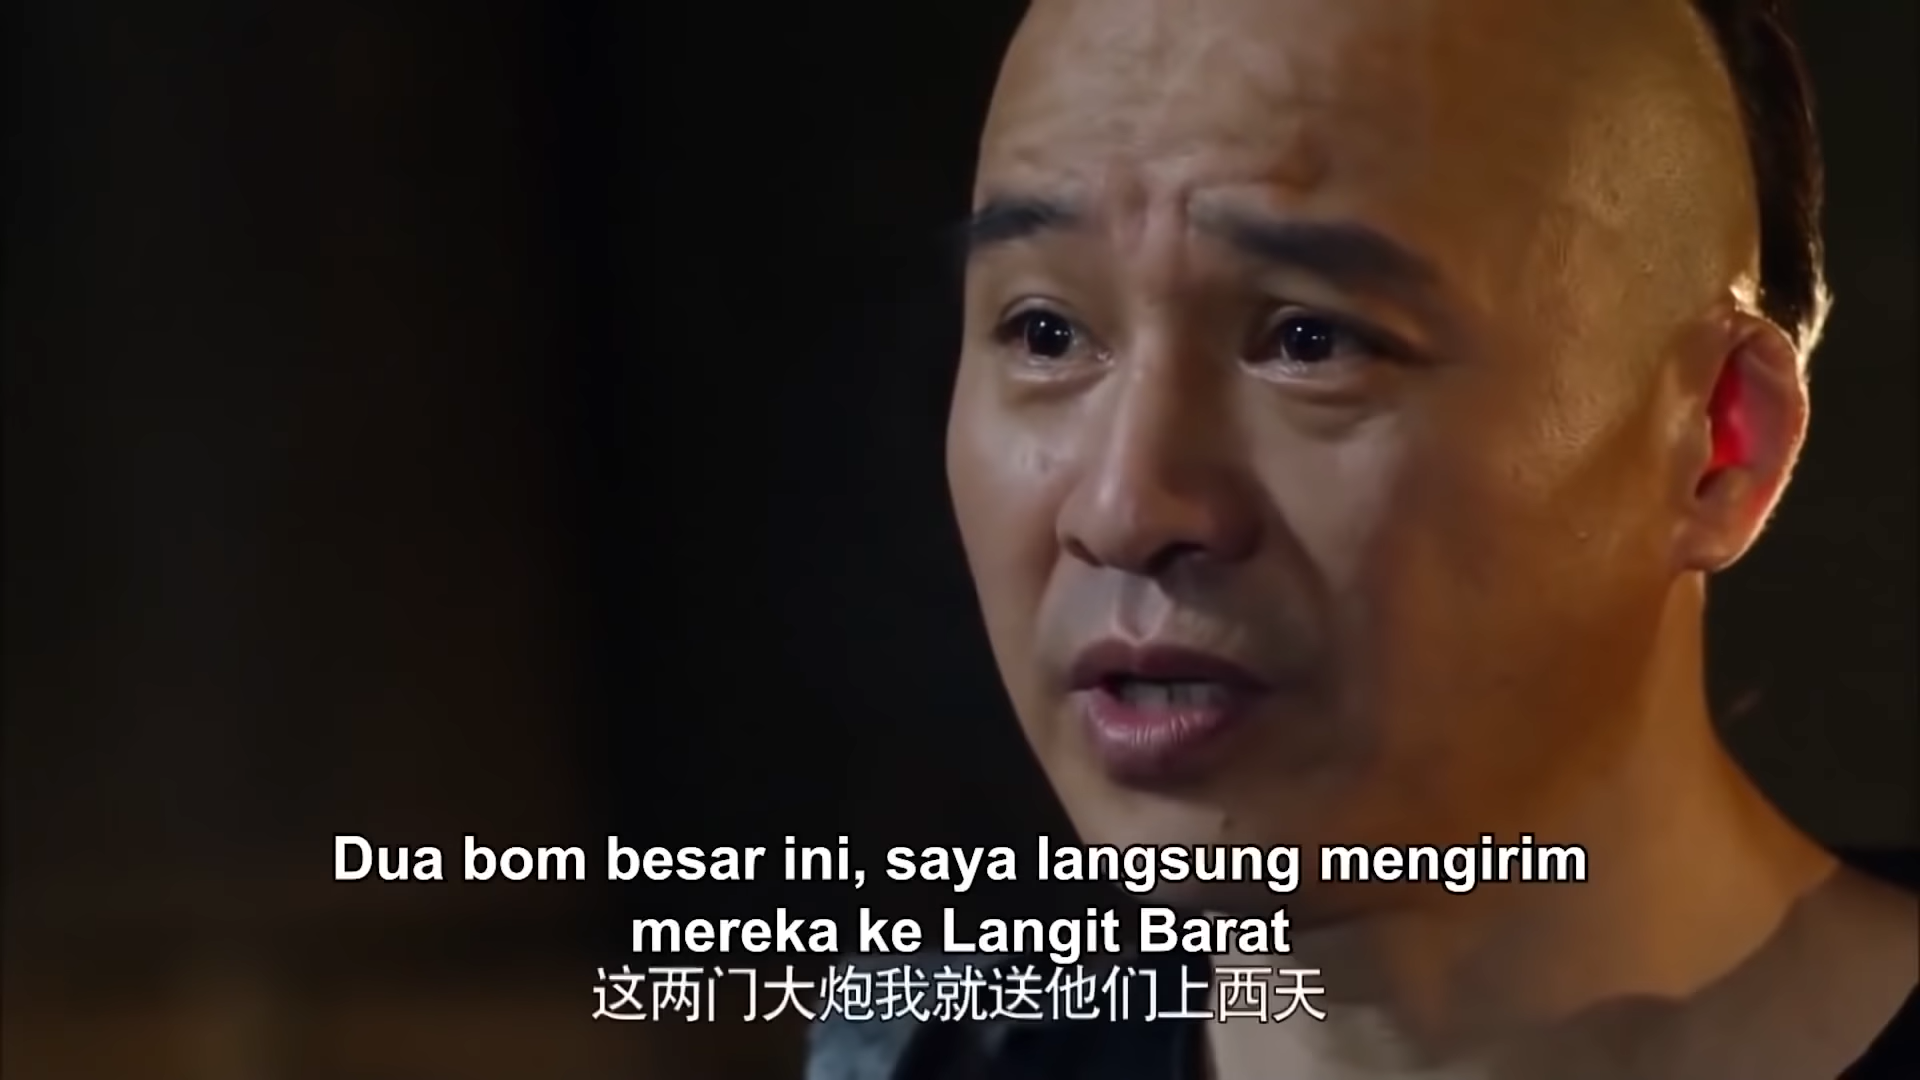 Dua bom besar ini, saya langsung mengirim
mereka ke Langit Barat
这两门大炮我就送他们上西天